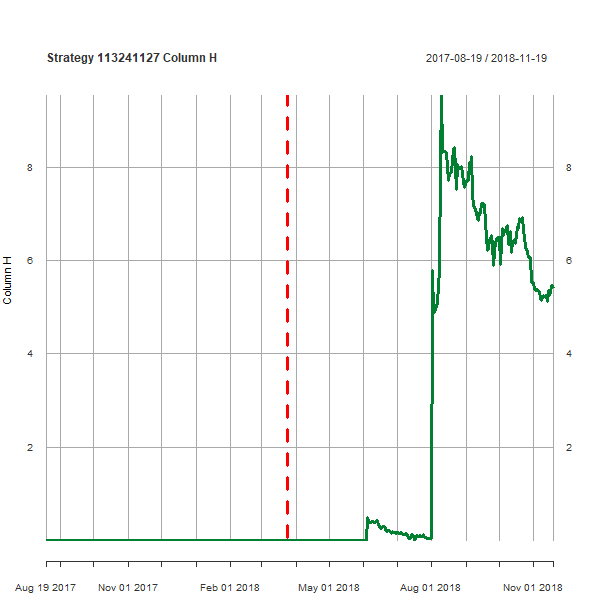 Strategy 113241127 Column H
2017-08-19 / 2018-11-19
8
8
6
6
Column H
4
4
2
2
Aug 19 2017
Nov 01 2017
Feb 01 2018
May 01 2018
Aug 01 2018
Nov 01 2018